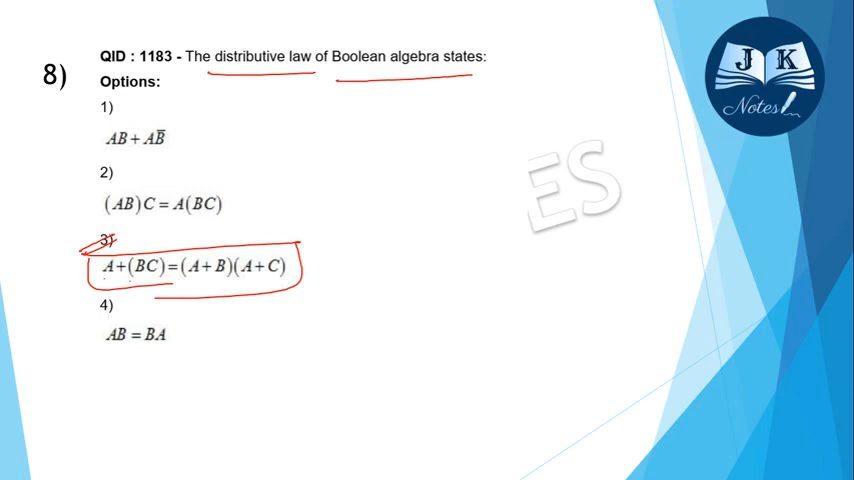 8)
QID : 1183 - The distributive law of Boolean algebra states:
Options:
1)
AB + AB̅
2)
(AB)C = A(BC)
3)
A+(BC)=(A+B)(A+C)
4)
AB = BA
J K
Notes
ES